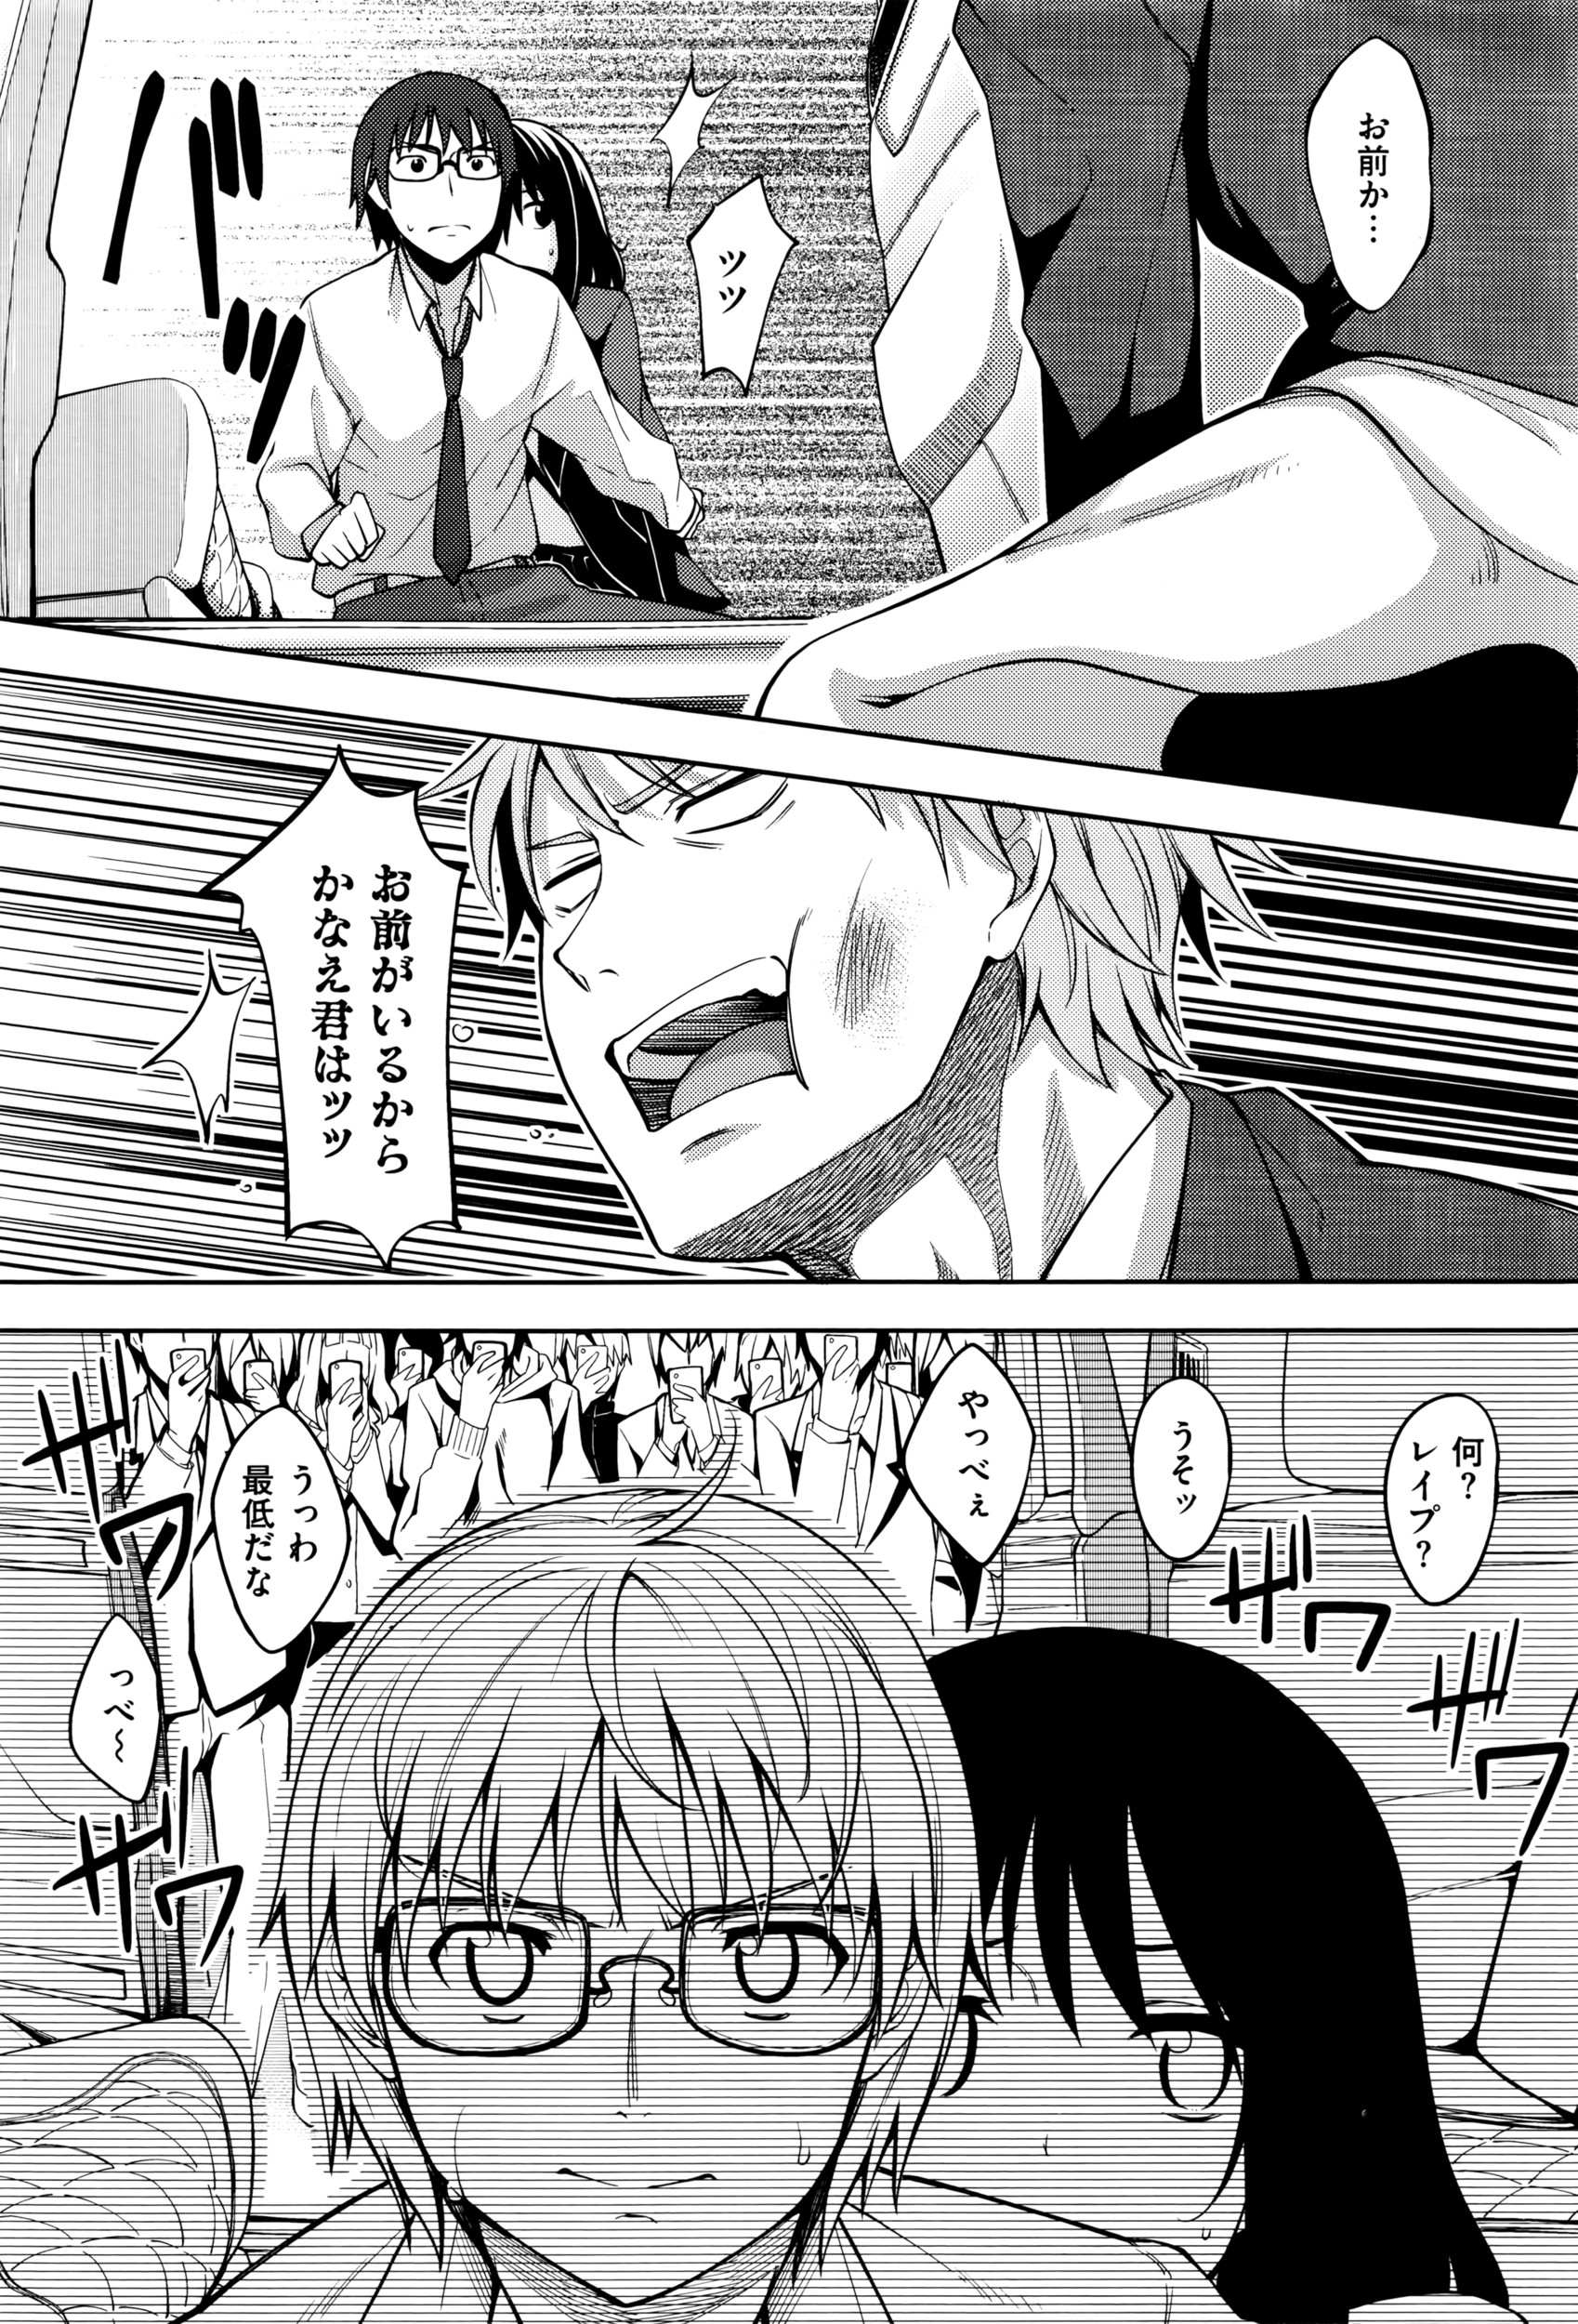 お前か…
ッッ
バッ
お前がいるから
かなえ君はッッ
何?
レイプ?
うそッ
やっべぇ
うっわ
最低だな
っべ〜
ザワ
ザワ
ザワ
ザワ